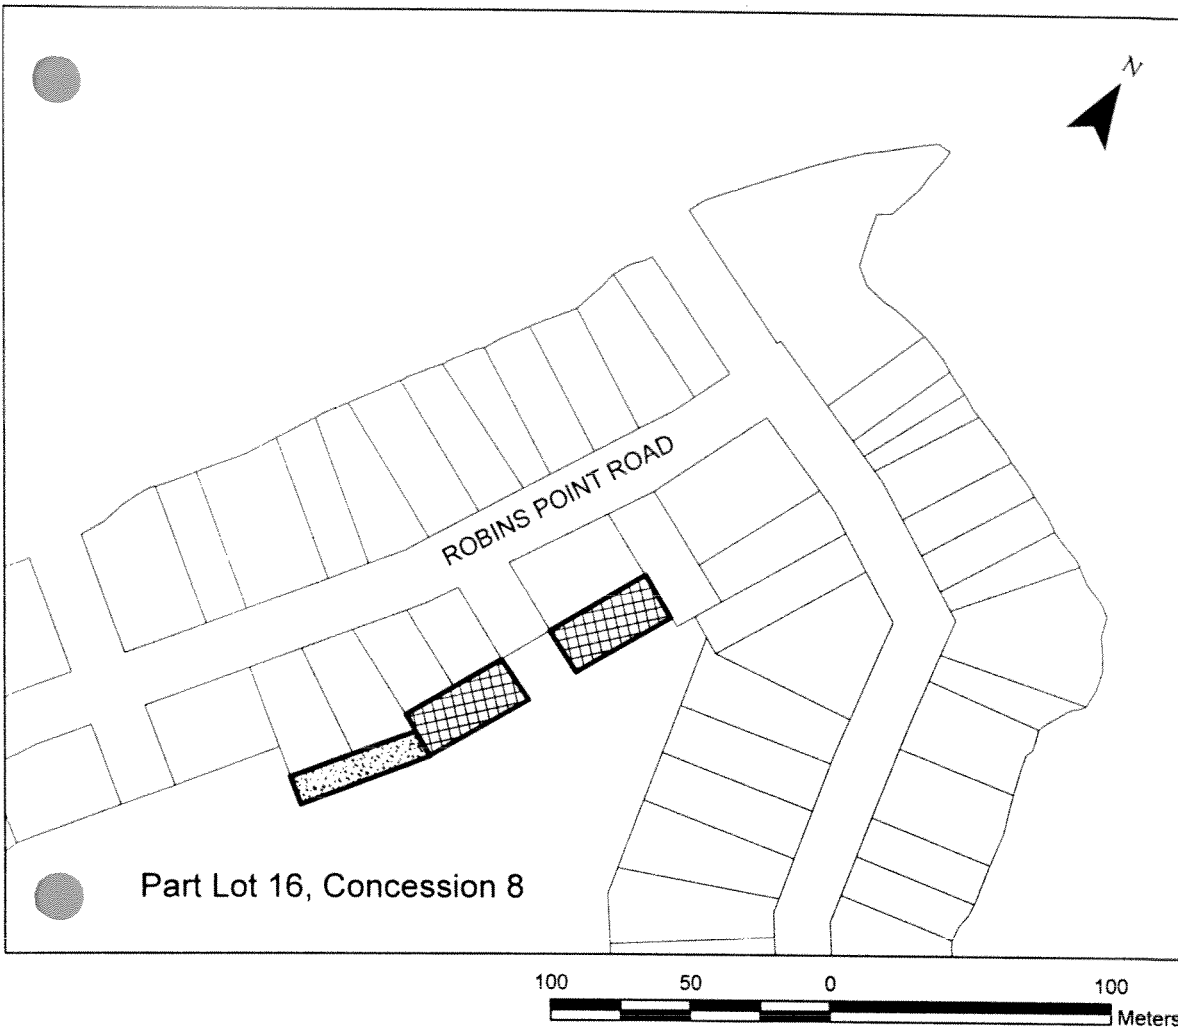 N
ROBINS POINT ROAD
Part Lot 16, Concession 8
100 50 0 100
Meters